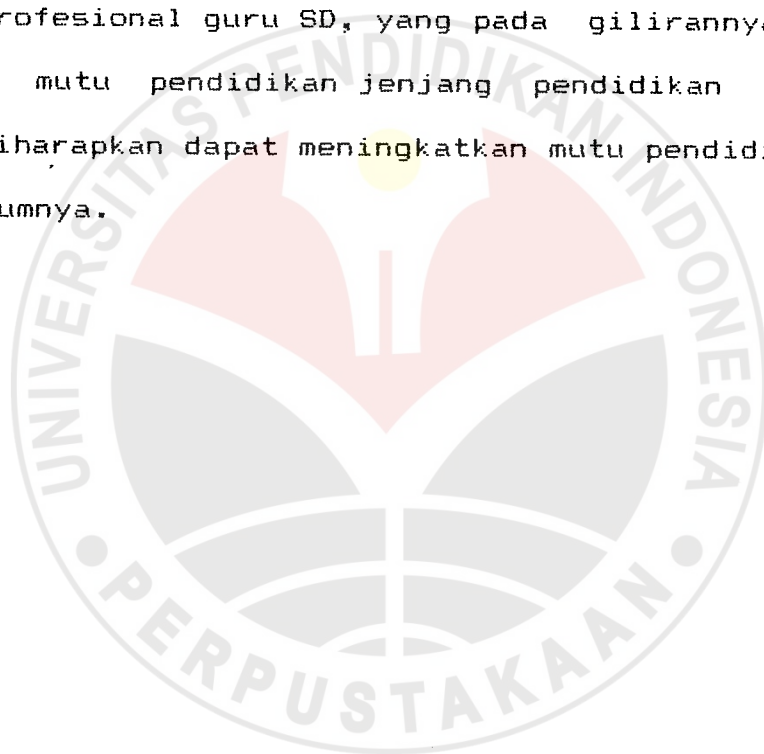 rofesional guru SD, yang pada gilirannya
mutu pendidikan jenjang pendidikan
iharapkan dapat meningkatkan mutu pendid
umnya.
UNIVERSITAS PENDIDIKAN INDONESIA
PERPUSTAKAAN